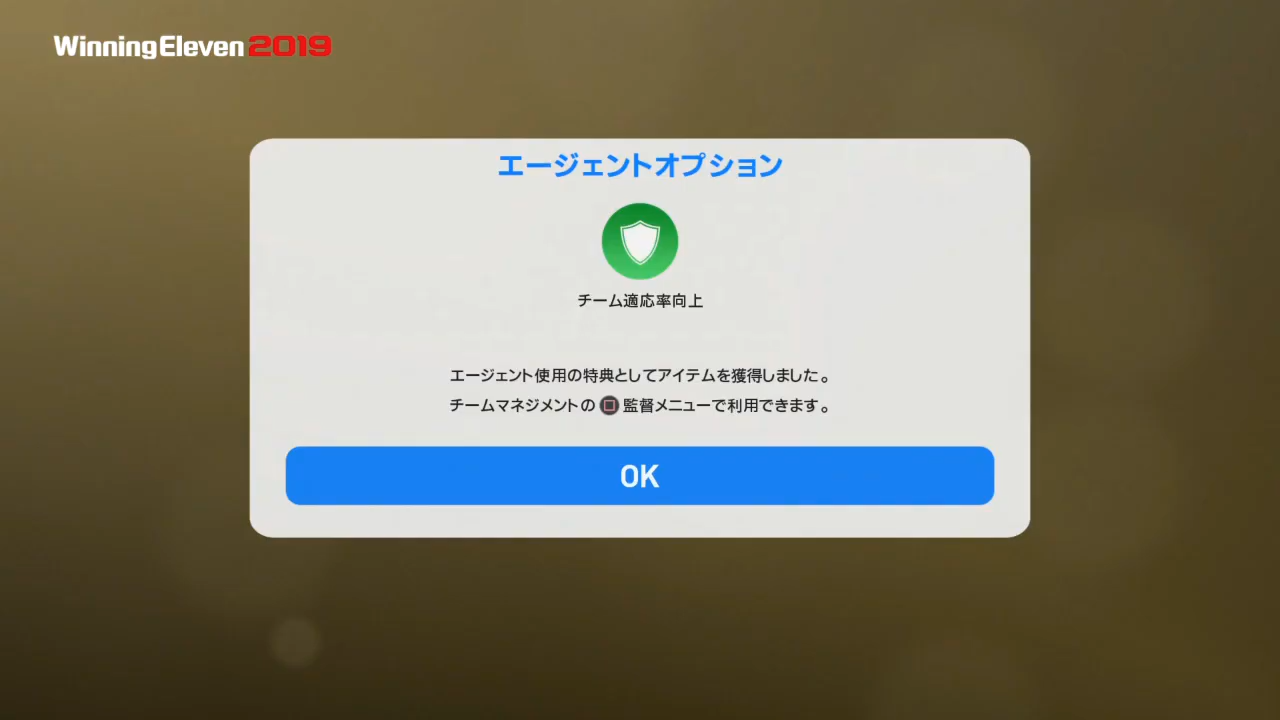 Winning Eleven 2019
エージェントオプション
チーム適応率向上
エージェント使用の特典としてアイテムを獲得しました。
チームマネジメントの 監督メニューで利用できます。
OK